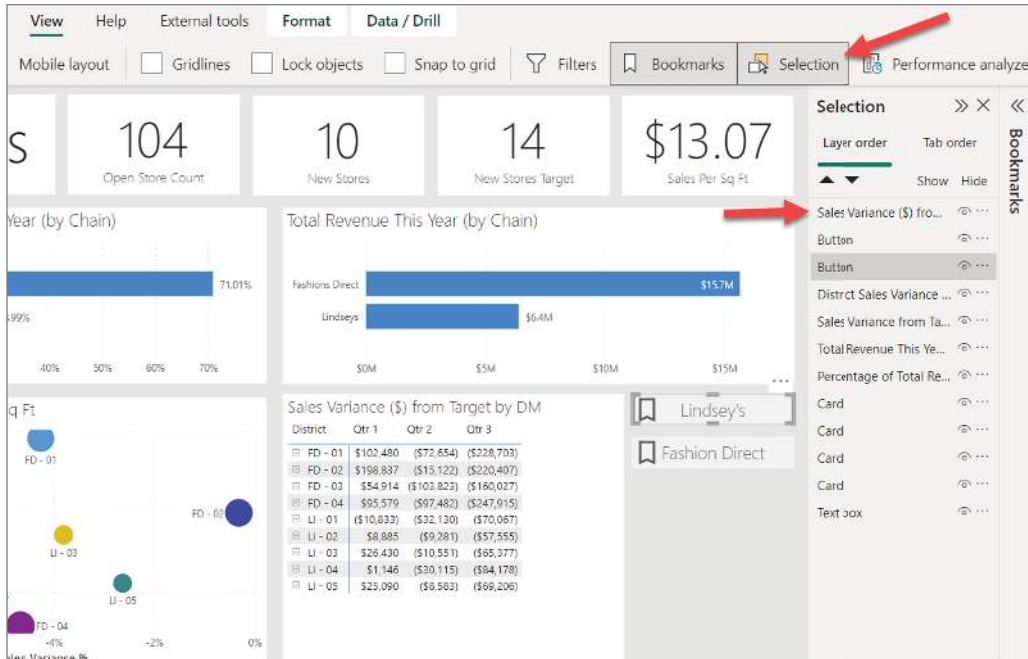 View Help External tools Format Data / Drill
Mobile layout Gridlines Lock objects Snap to grid Filters Bookmarks Selection Performance analyze
Selection
Layer order Tab order
Show Hide
Bookmarks
S
104
Open Store Count
10
New Stores
14
New Stores Target
$13.07
Sales Per Sq Ft
Year (by Chain)
71.01%
.99%
40% 50% 60% 70%
Total Revenue This Year (by Chain)
Fashions Direct $15.7M
Lindseys $6.4M
$0M $5M $10M $15M
q Ft
FD - 01
FD - 02
LI - 03
LI - 05
FD - 04
-4% -2% 0%
Sales Variance %
Sales Variance ($) from Target by DM
District Qtr 1 Qtr 2 Qtr 3
FD - 01 $102,480 ($72,654) ($228,703)
FD - 02 $198,837 ($15,122) ($220,407)
FD - 03 $54,914 ($103,823) ($160,027)
FD - 04 $95,579 ($97,482) ($247,915)
LI - 01 ($10,833) ($32,130) ($70,067)
LI - 02 $8,885 ($9,281) ($57,555)
LI - 03 $26,430 ($10,551) ($65,377)
LI - 04 $1,146 ($30,115) ($84,178)
LI - 05 $25,090 ($8,583) ($69,206)
Lindsey's
Fashion Direct
Sales Variance ($) fro...
Button
Button
District Sales Variance ...
Sales Variance from Ta...
Total Revenue This Ye...
Percentage of Total Re...
Card
Card
Card
Card
Text box